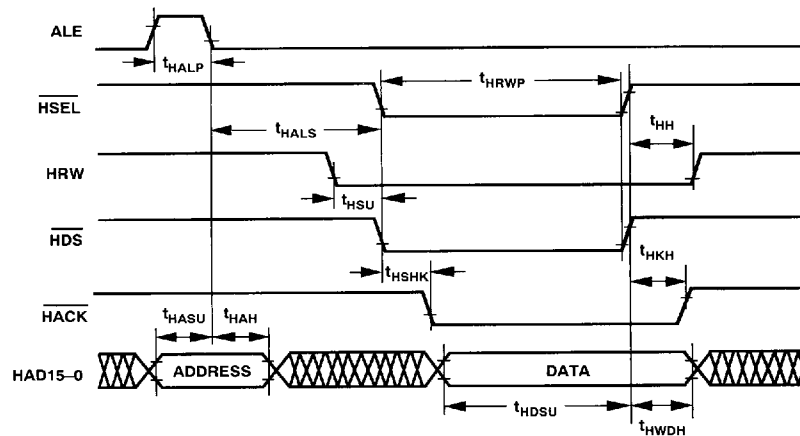 ALE
tHALP
HSEL
tHRWP
tHALS
tHH
HRW
tHSU
HDS
tHSHK
tHKH
HACK
tHASU
tHAH
HAD15–0
ADDRESS
DATA
tHDSU
tHWDH